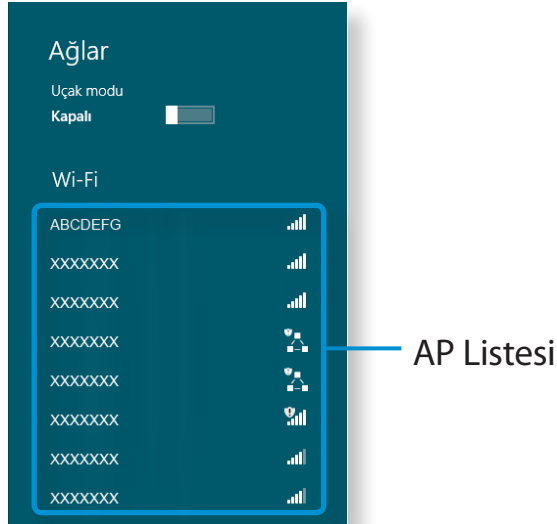 Ağlar
Uçak modu
Kapalı
Wi-Fi
ABCDEFG
XXXXXXX
XXXXXXX
XXXXXXX
XXXXXXX
XXXXXXX
XXXXXXX
XXXXXXX
AP Listesi